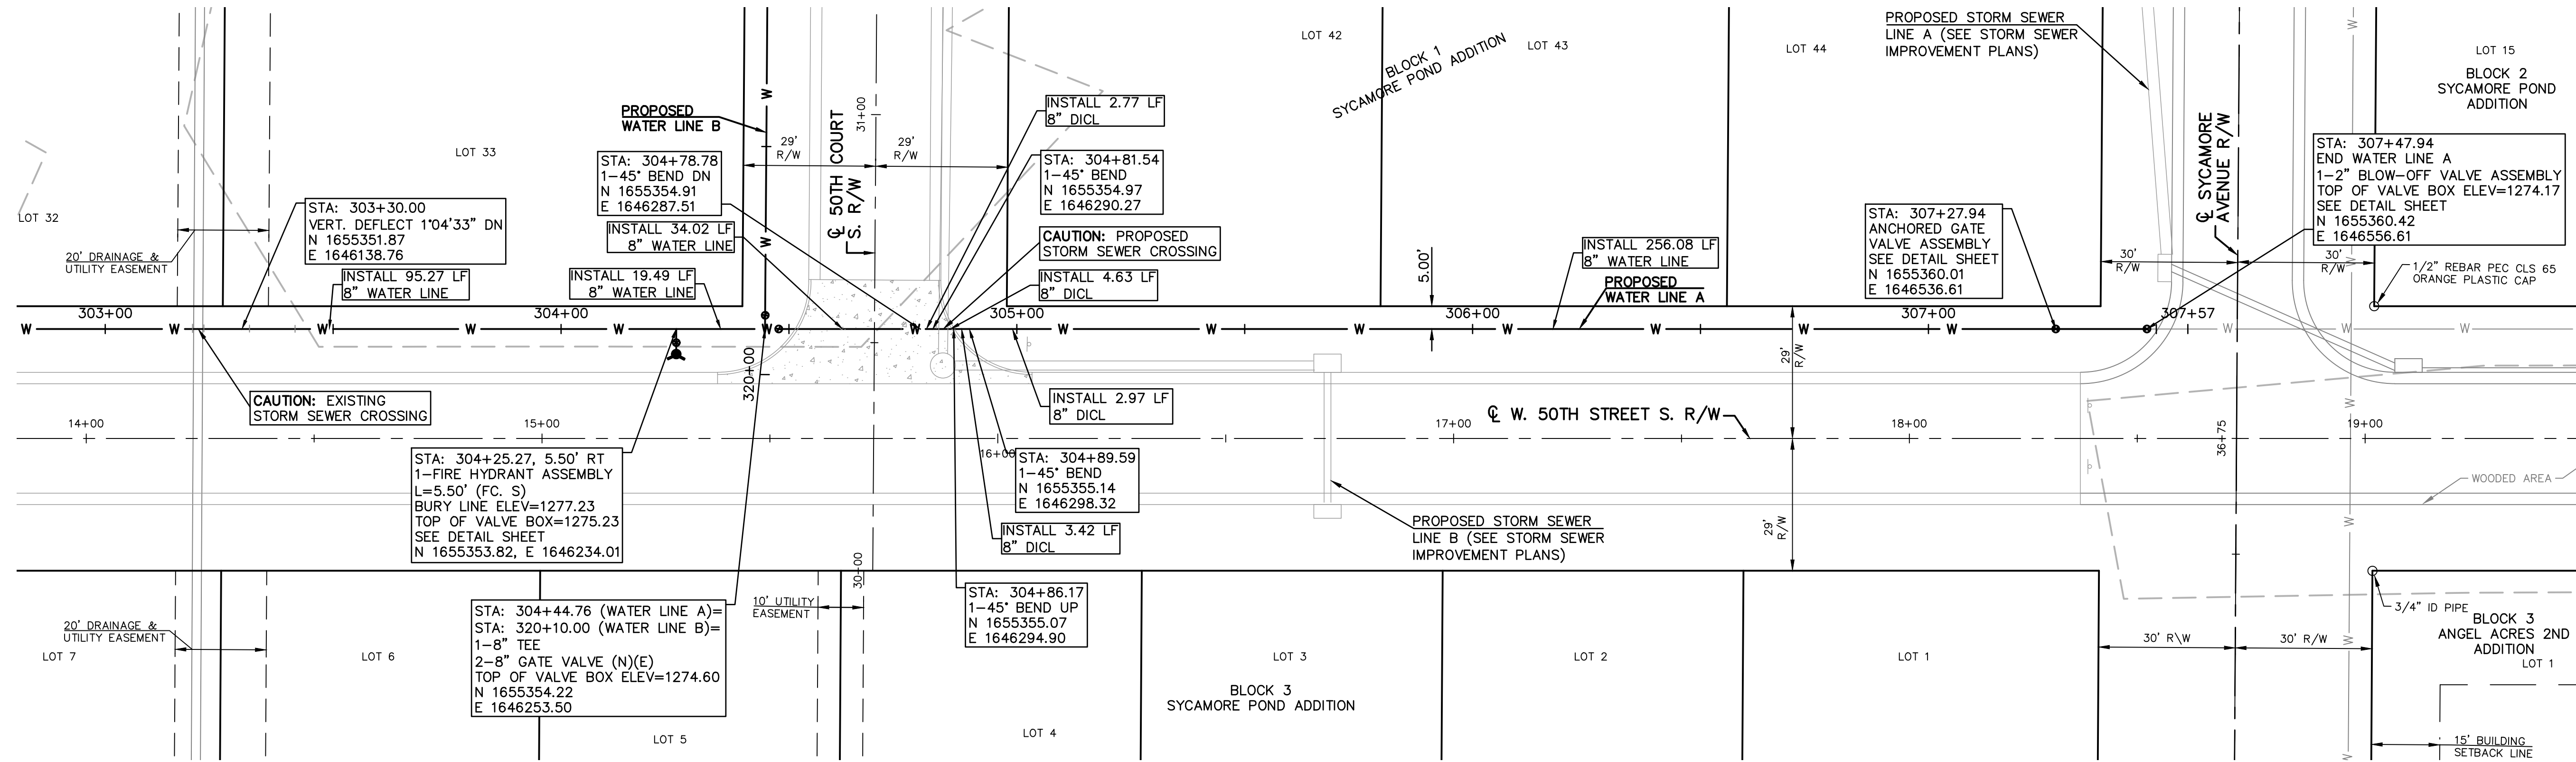 PROPOSED STORM SEWER
LINE A (SEE STORM SEWER
IMPROVEMENT PLANS)
LOT 42
BLOCK 1
SYCAMORE POND ADDITION
LOT 43
LOT 44
LOT 15
BLOCK 2
SYCAMORE POND
ADDITION
PROPOSED
WATER LINE B
W
W
29'
R/W
29'
R/W
℄ S. 50TH COURT
R/W
31+00
INSTALL 2.77 LF
8" DICL
LOT 33
STA: 304+78.78
1-45° BEND DN
N 1655354.91
E 1646287.51
STA: 304+81.54
1-45° BEND
N 1655354.97
E 1646290.27
℄ SYCAMORE
AVENUE R/W
W
W
STA: 307+47.94
END WATER LINE A
1-2" BLOW-OFF VALVE ASSEMBLY
TOP OF VALVE BOX ELEV=1274.17
SEE DETAIL SHEET
N 1655360.42
E 1646556.61
LOT 32
STA: 303+30.00
VERT. DEFLECT 1°04'33" DN
N 1655351.87
E 1646138.76
INSTALL 34.02 LF
8" WATER LINE
CAUTION: PROPOSED
STORM SEWER CROSSING
STA: 307+27.94
ANCHORED GATE
VALVE ASSEMBLY
SEE DETAIL SHEET
N 1655360.01
E 1646536.61
20' DRAINAGE &
UTILITY EASEMENT
INSTALL 95.27 LF
8" WATER LINE
INSTALL 19.49 LF
8" WATER LINE
INSTALL 4.63 LF
8" DICL
5.00'
INSTALL 256.08 LF
8" WATER LINE
PROPOSED
WATER LINE A
30'
R/W
30'
R/W
1/2" REBAR PEC CLS 65
ORANGE PLASTIC CAP
303+00
304+00
305+00
306+00
307+00
307+57
W W W W W W W W W W W W W W W W W
320+00
29'
R/W
CAUTION: EXISTING
STORM SEWER CROSSING
INSTALL 2.97 LF
8" DICL
℄ W. 50TH STREET S. R/W
14+00
15+00
16+00
17+00
18+00
19+00
36+75
STA: 304+25.27, 5.50' RT
1-FIRE HYDRANT ASSEMBLY
L=5.50' (FC. S)
BURY LINE ELEV=1277.23
TOP OF VALVE BOX=1275.23
SEE DETAIL SHEET
N 1655353.82, E 1646234.01
STA: 304+89.59
1-45° BEND
N 1655355.14
E 1646298.32
WOODED AREA
INSTALL 3.42 LF
8" DICL
PROPOSED STORM SEWER
LINE B (SEE STORM SEWER
IMPROVEMENT PLANS)
29'
R/W
30+00
STA: 304+86.17
1-45° BEND UP
N 1655355.07
E 1646294.90
STA: 304+44.76 (WATER LINE A)=
STA: 320+10.00 (WATER LINE B)=
1-8" TEE
2-8" GATE VALVE (N)(E)
TOP OF VALVE BOX ELEV=1274.60
N 1655354.22
E 1646253.50
10' UTILITY
EASEMENT
3/4" ID PIPE
20' DRAINAGE &
UTILITY EASEMENT
30' R\W
30' R/W
BLOCK 3
ANGEL ACRES 2ND
ADDITION
LOT 1
LOT 7
LOT 6
LOT 3
LOT 2
LOT 1
BLOCK 3
SYCAMORE POND ADDITION
LOT 5
LOT 4
15' BUILDING
SETBACK LINE